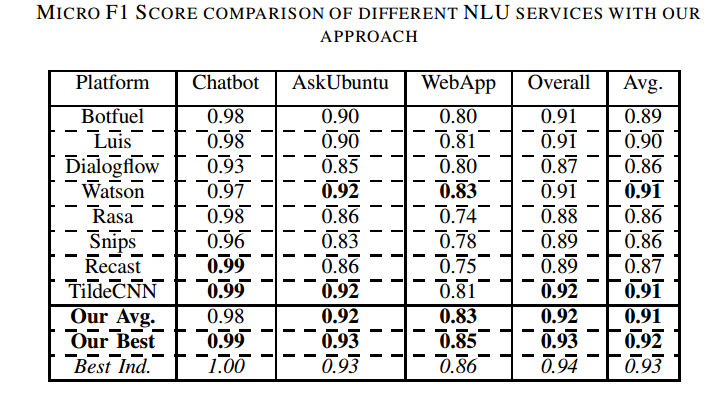 MICRO F1 SCORE COMPARISON OF DIFFERENT NLU SERVICES WITH OUR
APPROACH
Platform Chatbot AskUbuntu WebApp Overall Avg.
Botfuel 0.98 0.90 0.80 0.91 0.89
Luis 0.98 0.90 0.81 0.91 0.90
Dialogflow 0.93 0.85 0.80 0.87 0.86
Watson 0.97 0.92 0.83 0.91 0.91
Rasa 0.98 0.86 0.74 0.88 0.86
Snips 0.96 0.83 0.78 0.89 0.86
Recast 0.99 0.86 0.75 0.89 0.87
TildeCNN 0.99 0.92 0.81 0.92 0.91
Our Avg. 0.98 0.92 0.83 0.92 0.91
Our Best 0.99 0.93 0.85 0.93 0.92
Best Ind. 1.00 0.93 0.86 0.94 0.93